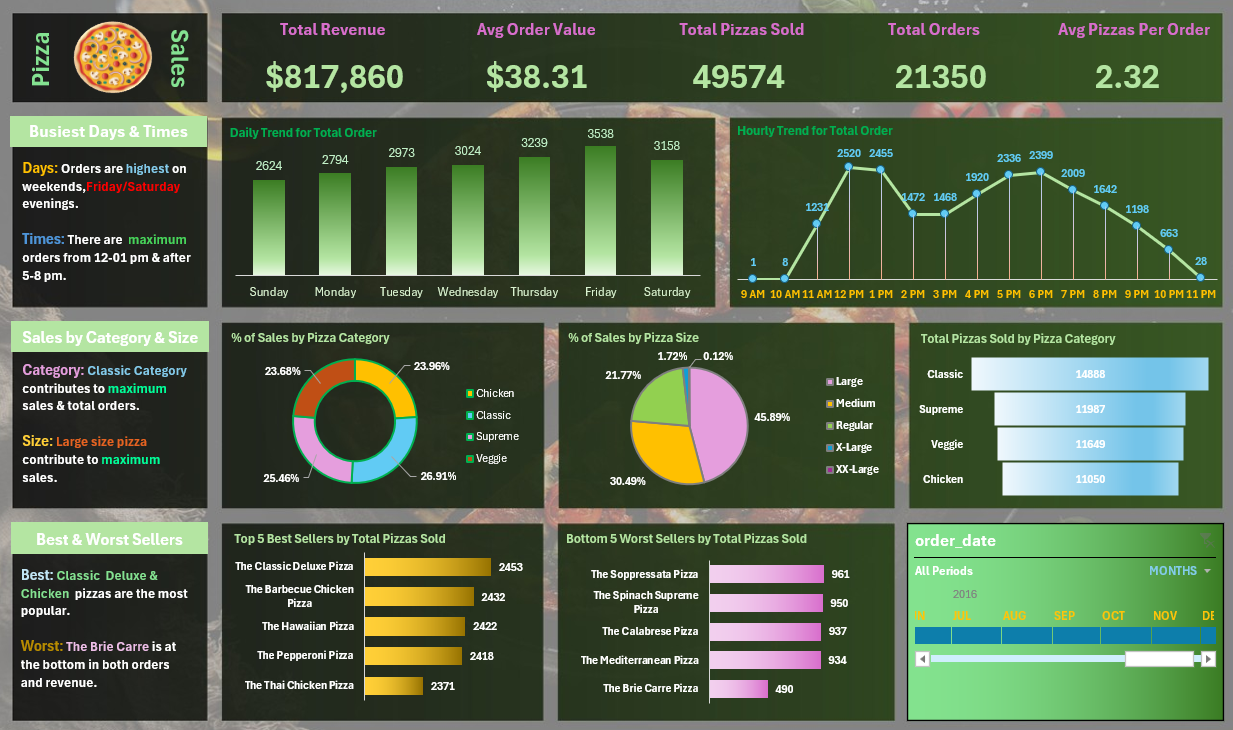 Pizza
Sales
Total Revenue
$817,860
Avg Order Value
$38.31
Total Pizzas Sold
49574
Total Orders
21350
Avg Pizzas Per Order
2.32
Busiest Days & Times
Days: Orders are highest on
weekends,Friday/Saturday
evenings.
Times: There are maximum
orders from 12-01 pm & after
5-8 pm.
Daily Trend for Total Order
2624
2794
2973
3024
3239
3538
3158
Sunday
Monday
Tuesday
Wednesday
Thursday
Friday
Saturday
Hourly Trend for Total Order
1
8
1231
2520
2455
1472
1468
1920
2336
2399
2009
1642
1198
663
28
9 AM
10 AM
11 AM
12 PM
1 PM
2 PM
3 PM
4 PM
5 PM
6 PM
7 PM
8 PM
9 PM
10 PM
11 PM
Sales by Category & Size
Category: Classic Category
contributes to maximum
sales & total orders.
Size: Large size pizza
contribute to maximum
sales.
% of Sales by Pizza Category
23.68%
23.96%
25.46%
26.91%
Chicken
Classic
Supreme
Veggie
% of Sales by Pizza Size
1.72%
0.12%
21.77%
45.89%
30.49%
Large
Medium
Regular
X-Large
XX-Large
Total Pizzas Sold by Pizza Category
Classic
14888
Supreme
11987
Veggie
11649
Chicken
11050
Best & Worst Sellers
Best: Classic Deluxe &
Chicken pizzas are the most
popular.
Worst: The Brie Carre is at
the bottom in both orders
and revenue.
Top 5 Best Sellers by Total Pizzas Sold
The Classic Deluxe Pizza
2453
The Barbecue Chicken
Pizza
2432
The Hawaiian Pizza
2422
The Pepperoni Pizza
2418
The Thai Chicken Pizza
2371
Bottom 5 Worst Sellers by Total Pizzas Sold
The Soppressata Pizza
961
The Spinach Supreme
Pizza
950
The Calabrese Pizza
937
The Mediterranean Pizza
934
The Brie Carre Pizza
490
order_date
All Periods
MONTHS
2016
JUL
AUG
SEP
OCT
NOV
DE